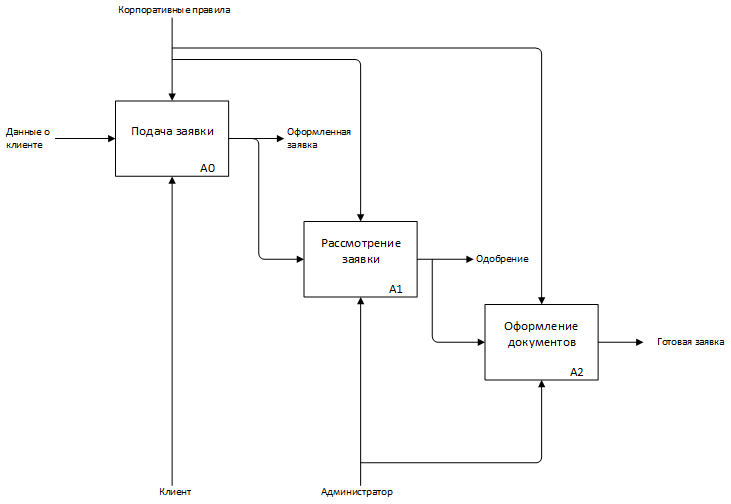 Корпоративные правила
Данные о
клиенте
Подача заявки
A0
Оформленная
заявка
Рассмотрение
заявки
A1
Одобрение
Оформление
документов
A2
Готовая заявка
Клиент
Администратор